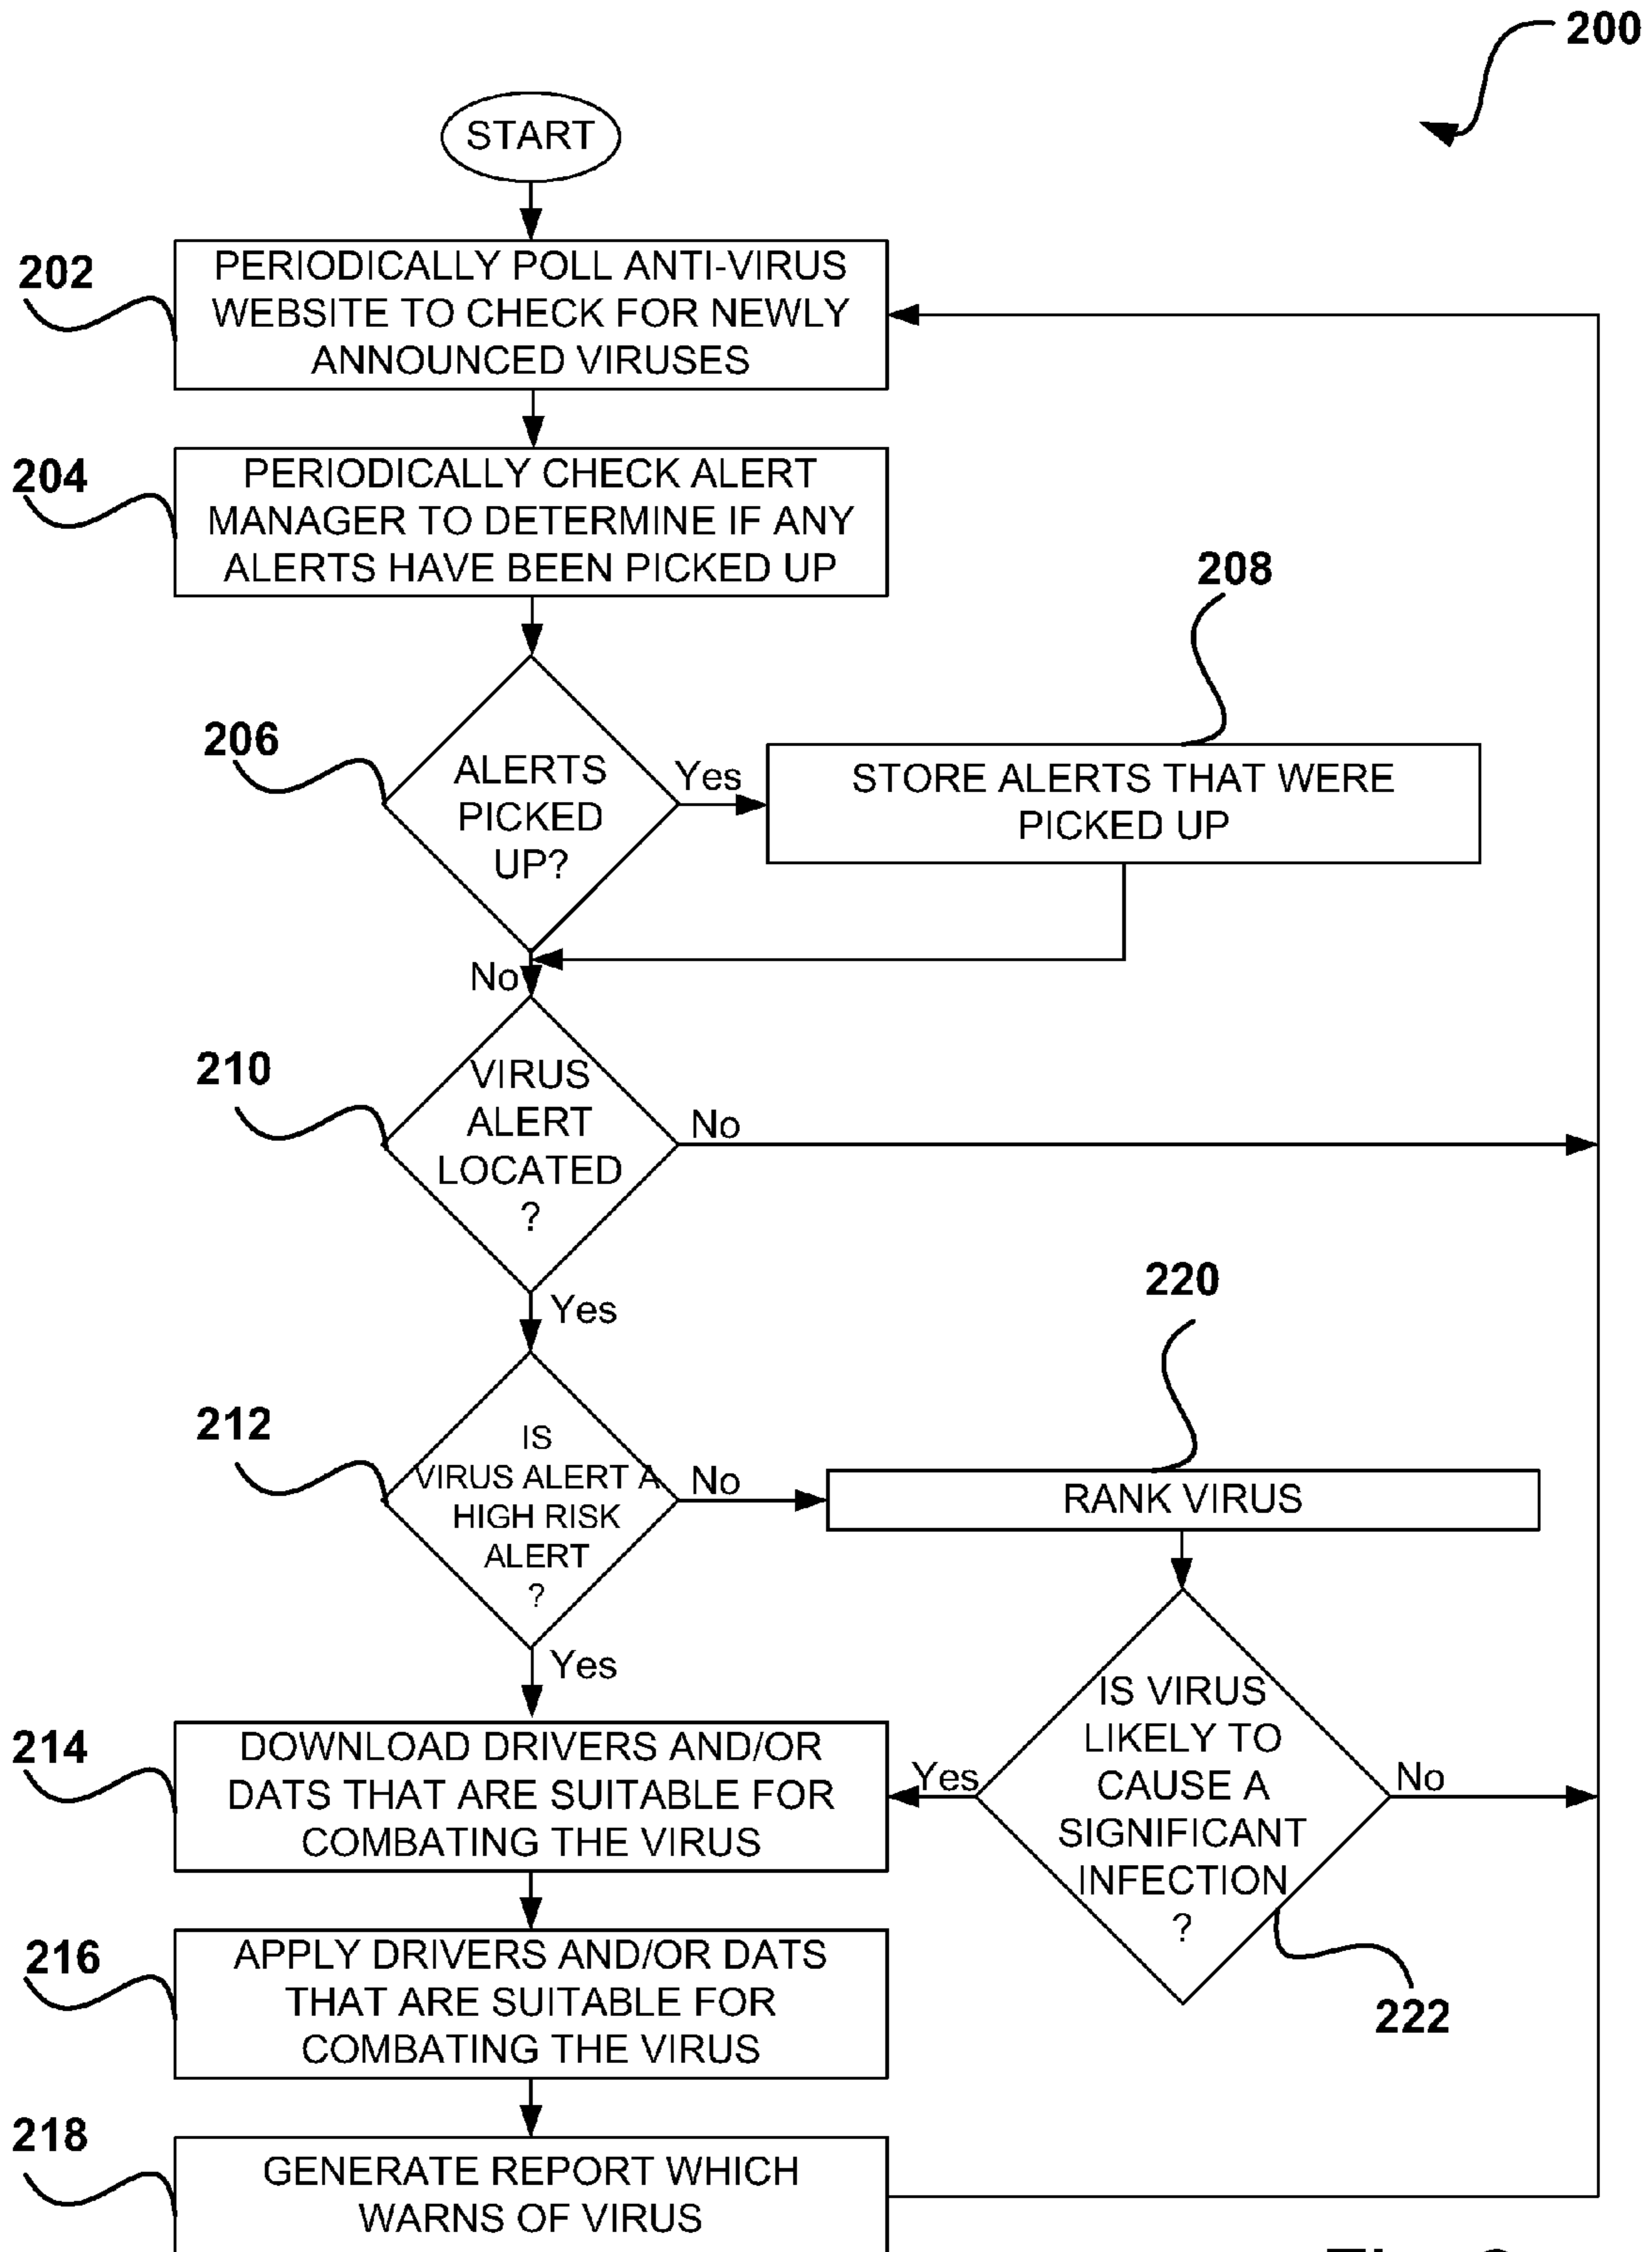 200
START
202
PERIODICALLY POLL ANTI-VIRUS
WEBSITE TO CHECK FOR NEWLY
ANNOUNCED VIRUSES
204
PERIODICALLY CHECK ALERT
MANAGER TO DETERMINE IF ANY
ALERTS HAVE BEEN PICKED UP
206
ALERTS
PICKED
UP?
Yes
208
STORE ALERTS THAT WERE
PICKED UP
No
210
VIRUS
ALERT
LOCATED
?
No
Yes
212
IS
VIRUS ALERT A
HIGH RISK
ALERT
?
No
220
RANK VIRUS
Yes
214
DOWNLOAD DRIVERS AND/OR
DATS THAT ARE SUITABLE FOR
COMBATING THE VIRUS
Yes
IS VIRUS
LIKELY TO
CAUSE A
SIGNIFICANT
INFECTION
?
No
222
216
APPLY DRIVERS AND/OR DATS
THAT ARE SUITABLE FOR
COMBATING THE VIRUS
218
GENERATE REPORT WHICH
WARNS OF VIRUS